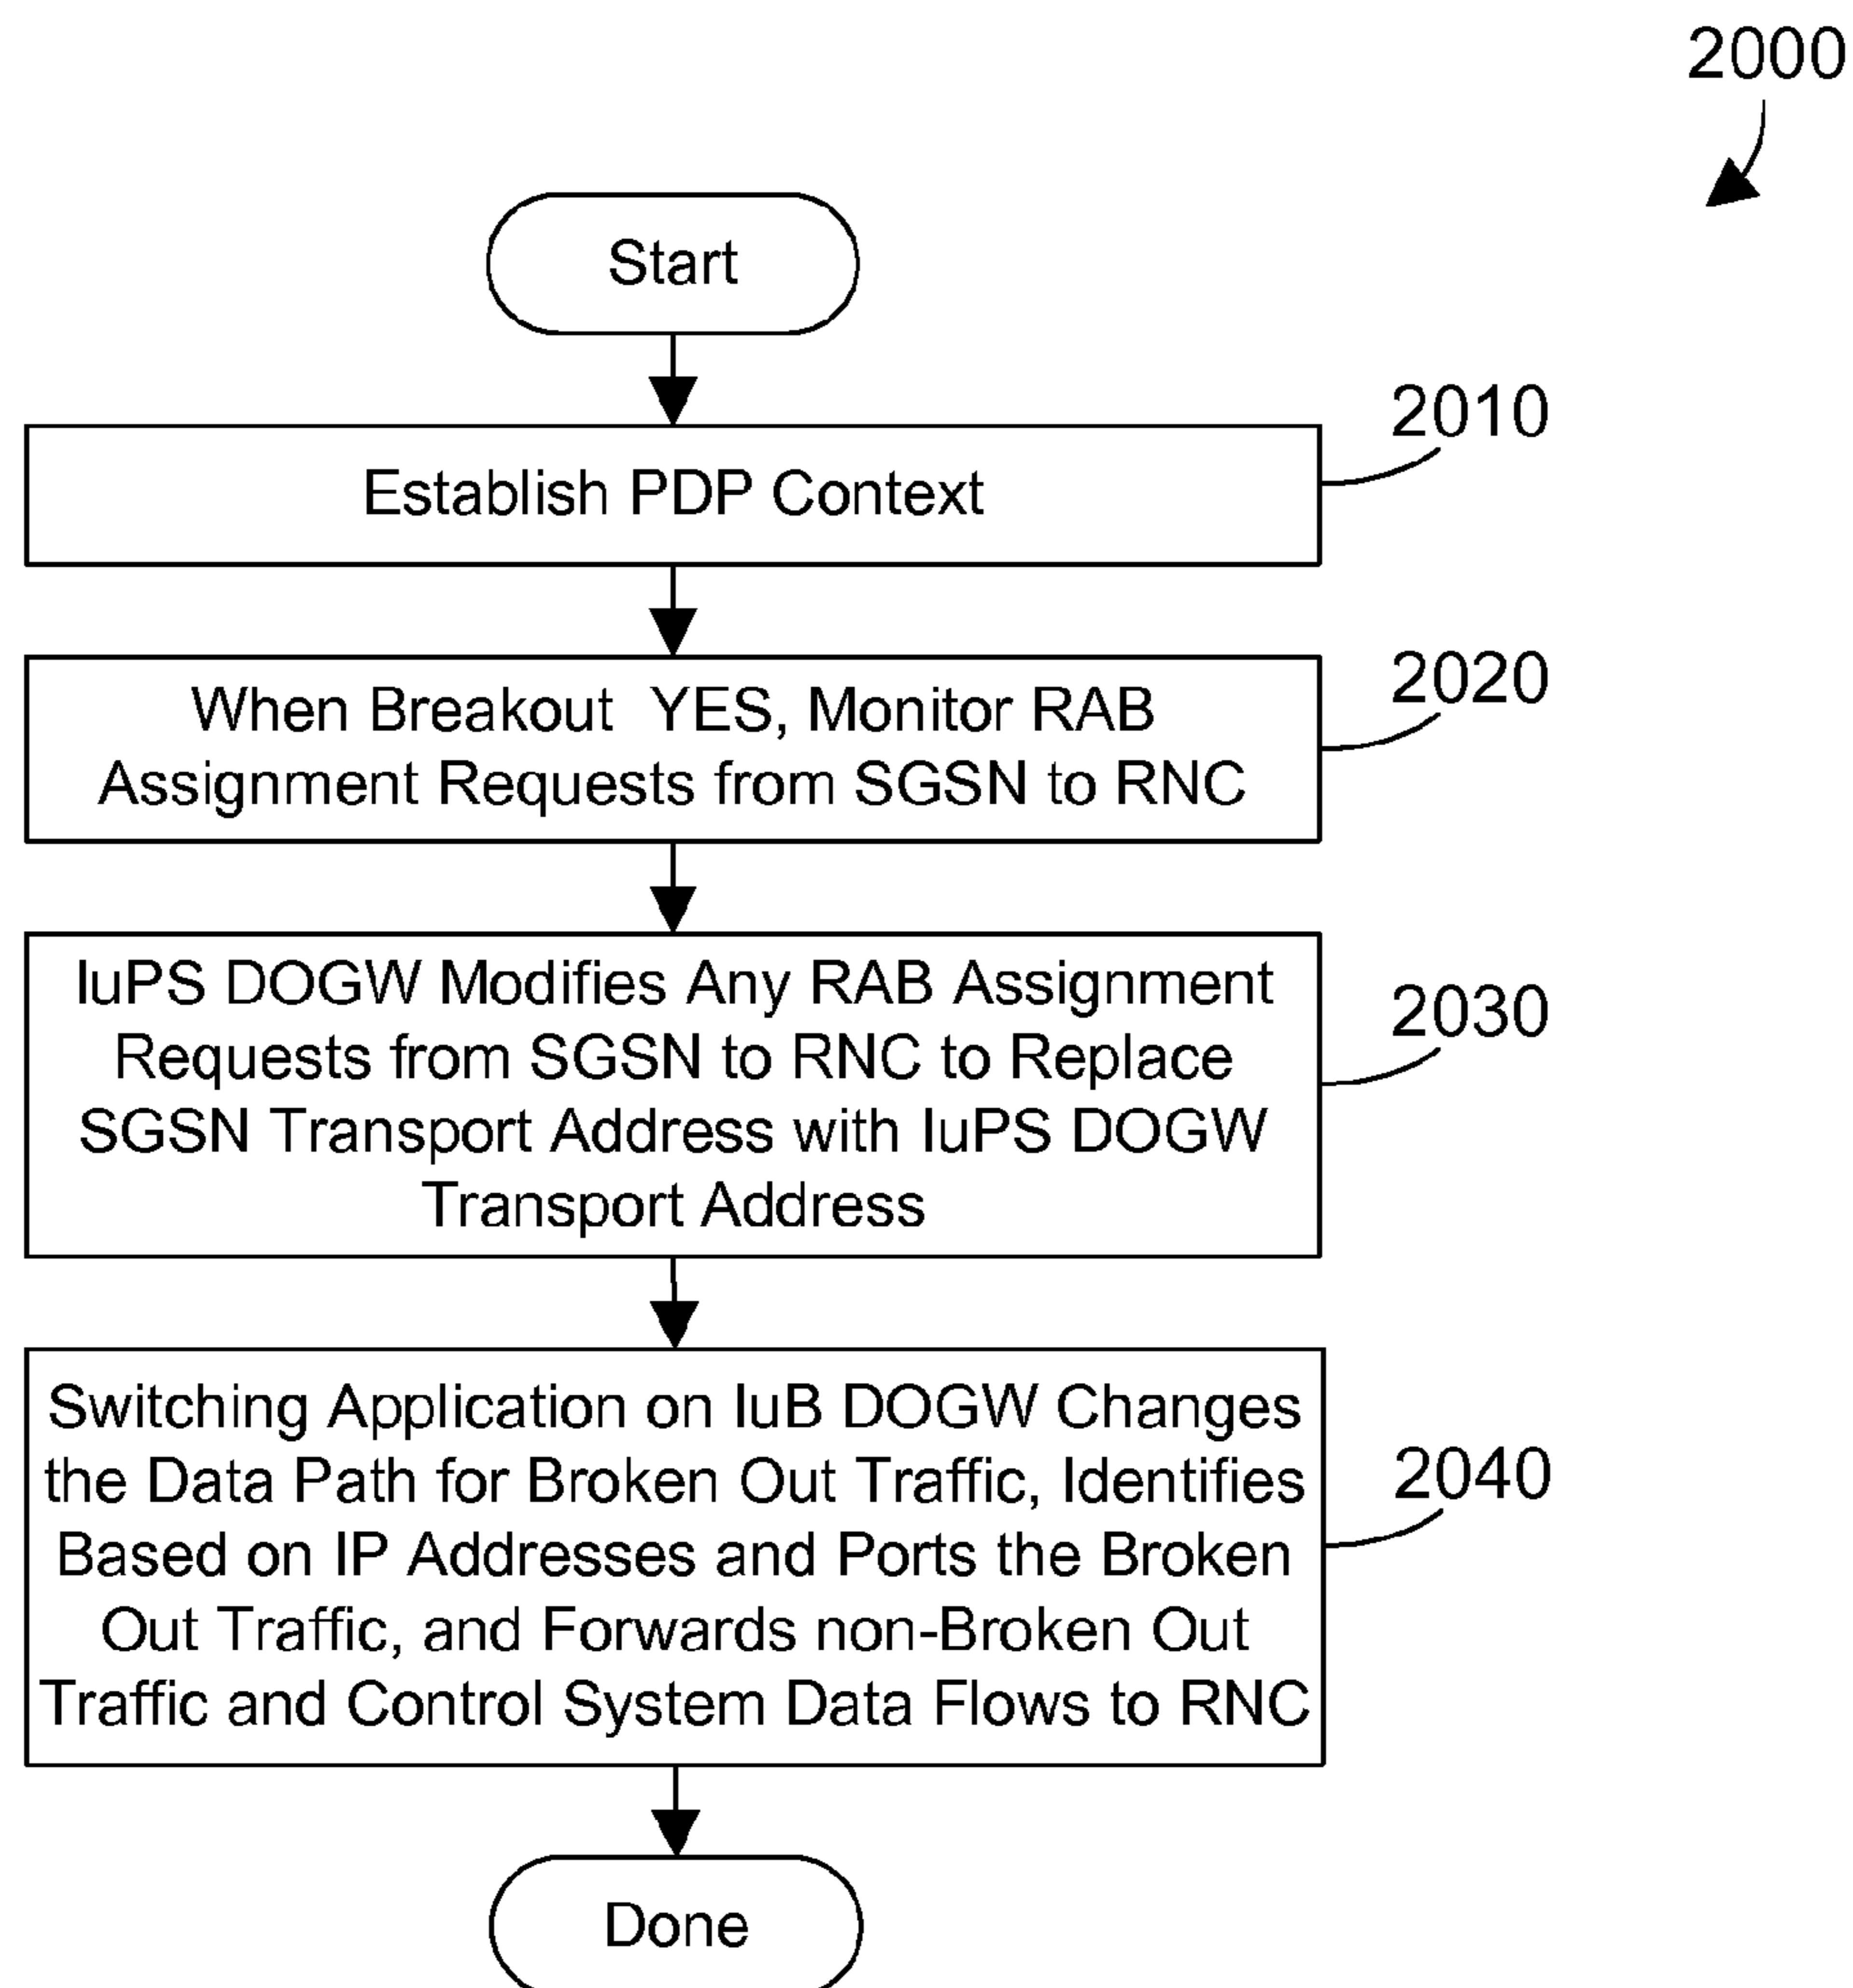 2000
Start
2010
Establish PDP Context
2020
When Breakout YES, Monitor RAB
Assignment Requests from SGSN to RNC
2030
IuPS DOGW Modifies Any RAB Assignment
Requests from SGSN to RNC to Replace
SGSN Transport Address with IuPS DOGW
Transport Address
2040
Switching Application on IuB DOGW Changes
the Data Path for Broken Out Traffic, Identifies
Based on IP Addresses and Ports the Broken
Out Traffic, and Forwards non-Broken Out
Traffic and Control System Data Flows to RNC
Done